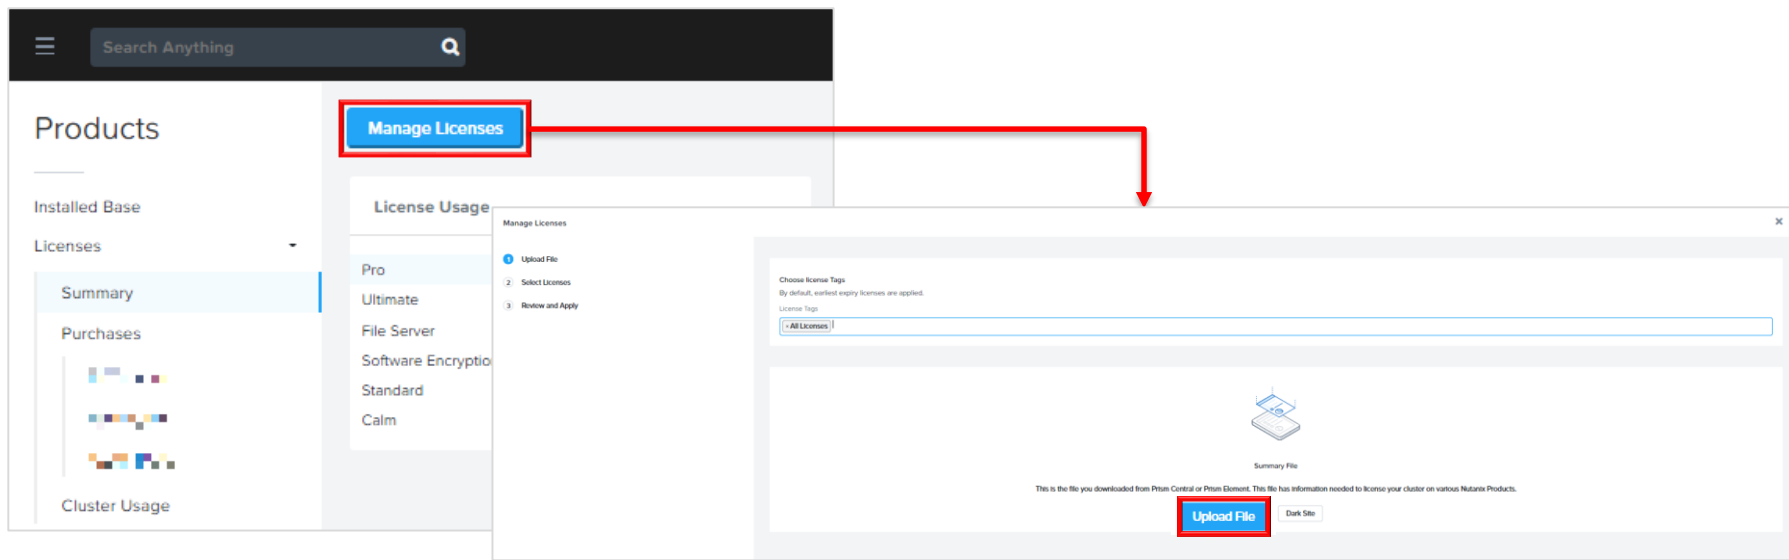 Search Anything
Products
Manage Licenses
Installed Base
Licenses
Summary
Purchases
Cluster Usage
License Usage
Pro
Ultimate
File Server
Software Encryptio
Standard
Calm
Manage Licenses
1 Upload File
2 Select Licenses
3 Review and Apply
Choose license Tags
By default, earliest expiry licenses are applied.
License Tags
All Licenses
Summary File
This is the file you downloaded from Prism Central or Prism Element. This file has information needed to license your cluster on various Nutanix Products.
Upload File
Dark Site